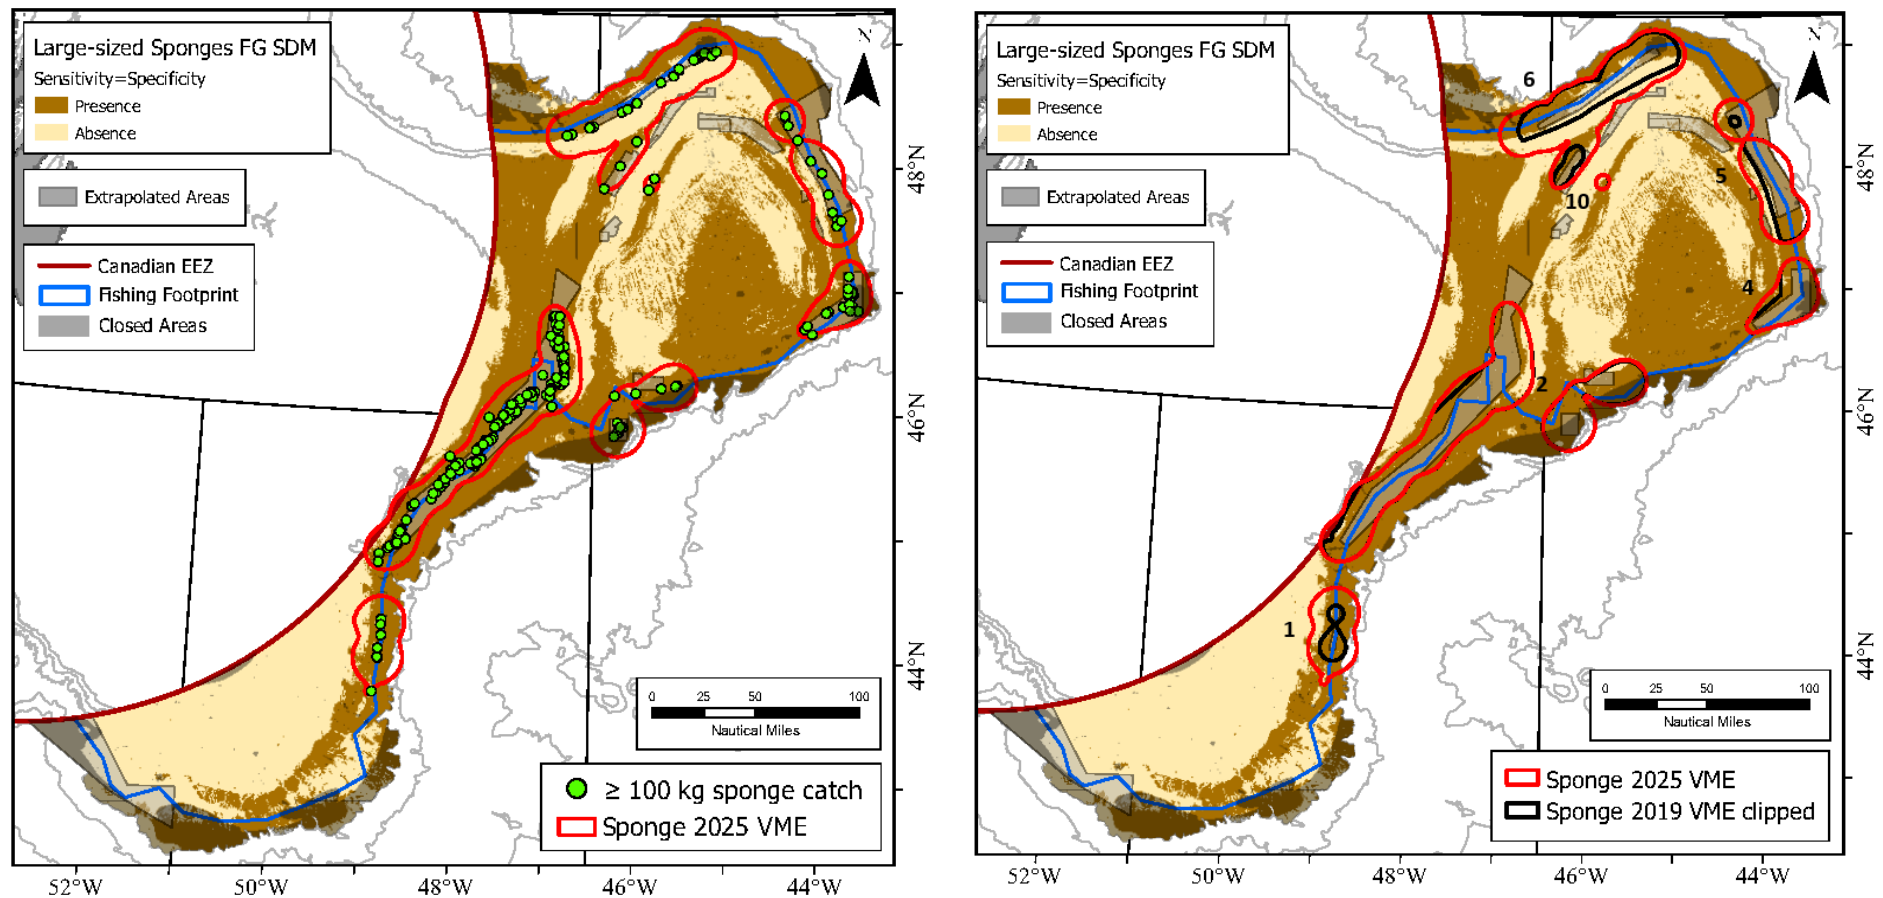 Large-sized Sponges FG SDM
Sensitivity=Specificity
Presence
Absence
Extrapolated Areas
Canadian EEZ
Fishing Footprint
Closed Areas
0 25 50 100
Nautical Miles
≥ 100 kg sponge catch
Sponge 2025 VME
48°N
46°N
44°N
52°W 50°W 48°W 46°W 44°W
Large-sized Sponges FG SDM
Sensitivity=Specificity
Presence
Absence
Extrapolated Areas
Canadian EEZ
Fishing Footprint
Closed Areas
6
5
10
4
2
1
0 25 50 100
Nautical Miles
Sponge 2025 VME
Sponge 2019 VME clipped
48°N
46°N
44°N
52°W 50°W 48°W 46°W 44°W